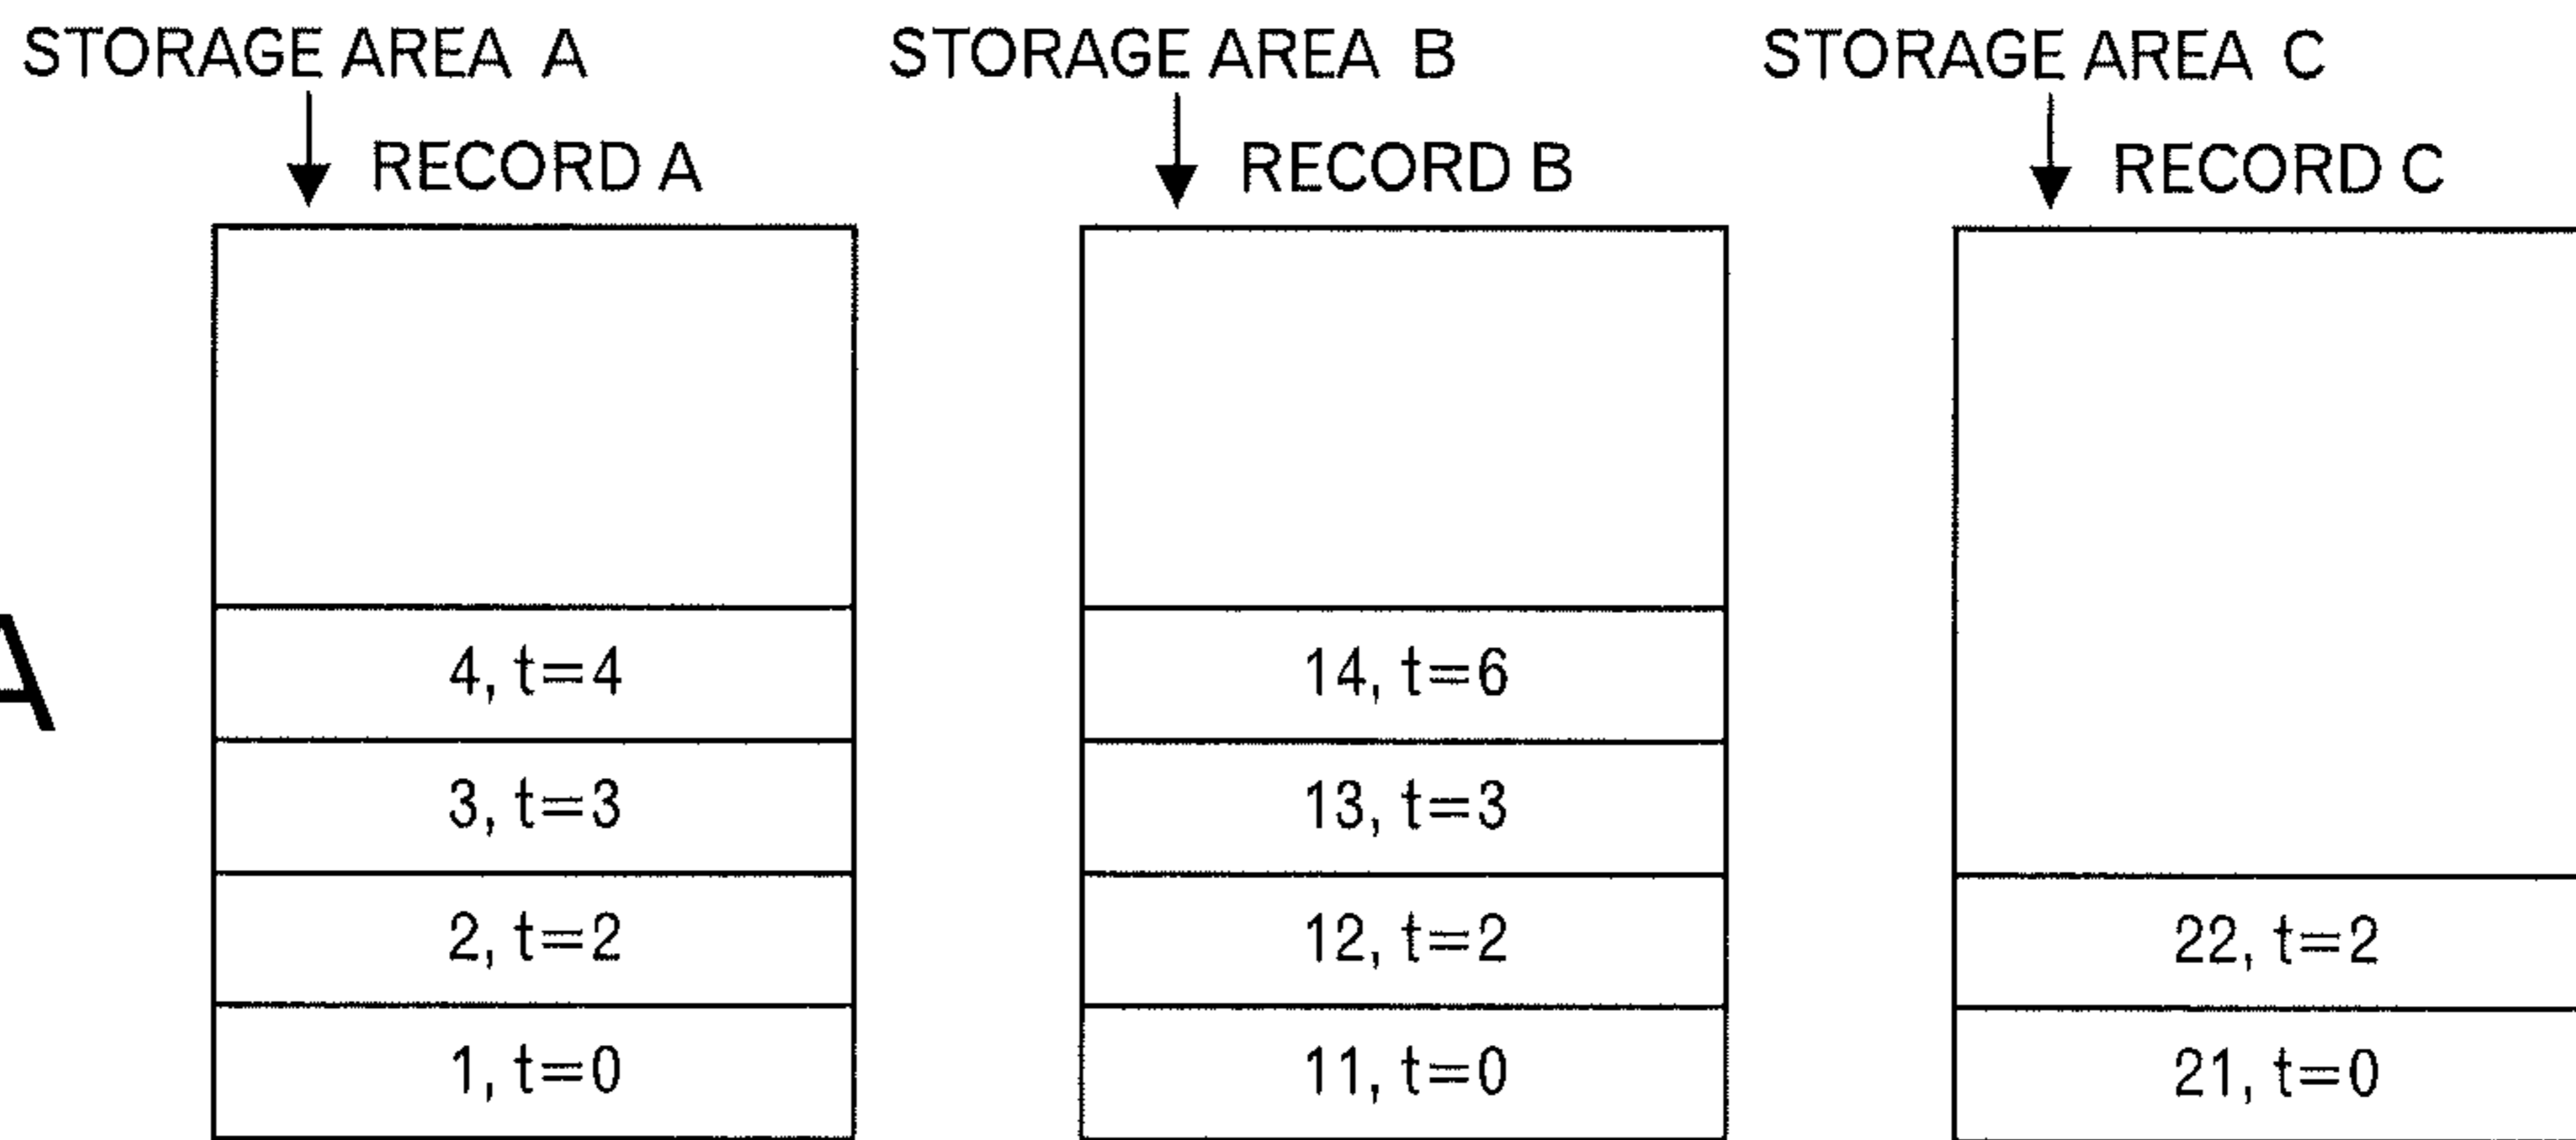 STORAGE AREA A
STORAGE AREA B
STORAGE AREA C
RECORD A
RECORD B
RECORD C
A
4, t=4
14, t=6
3, t=3
13, t=3
2, t=2
12, t=2
22, t=2
1, t=0
11, t=0
21, t=0